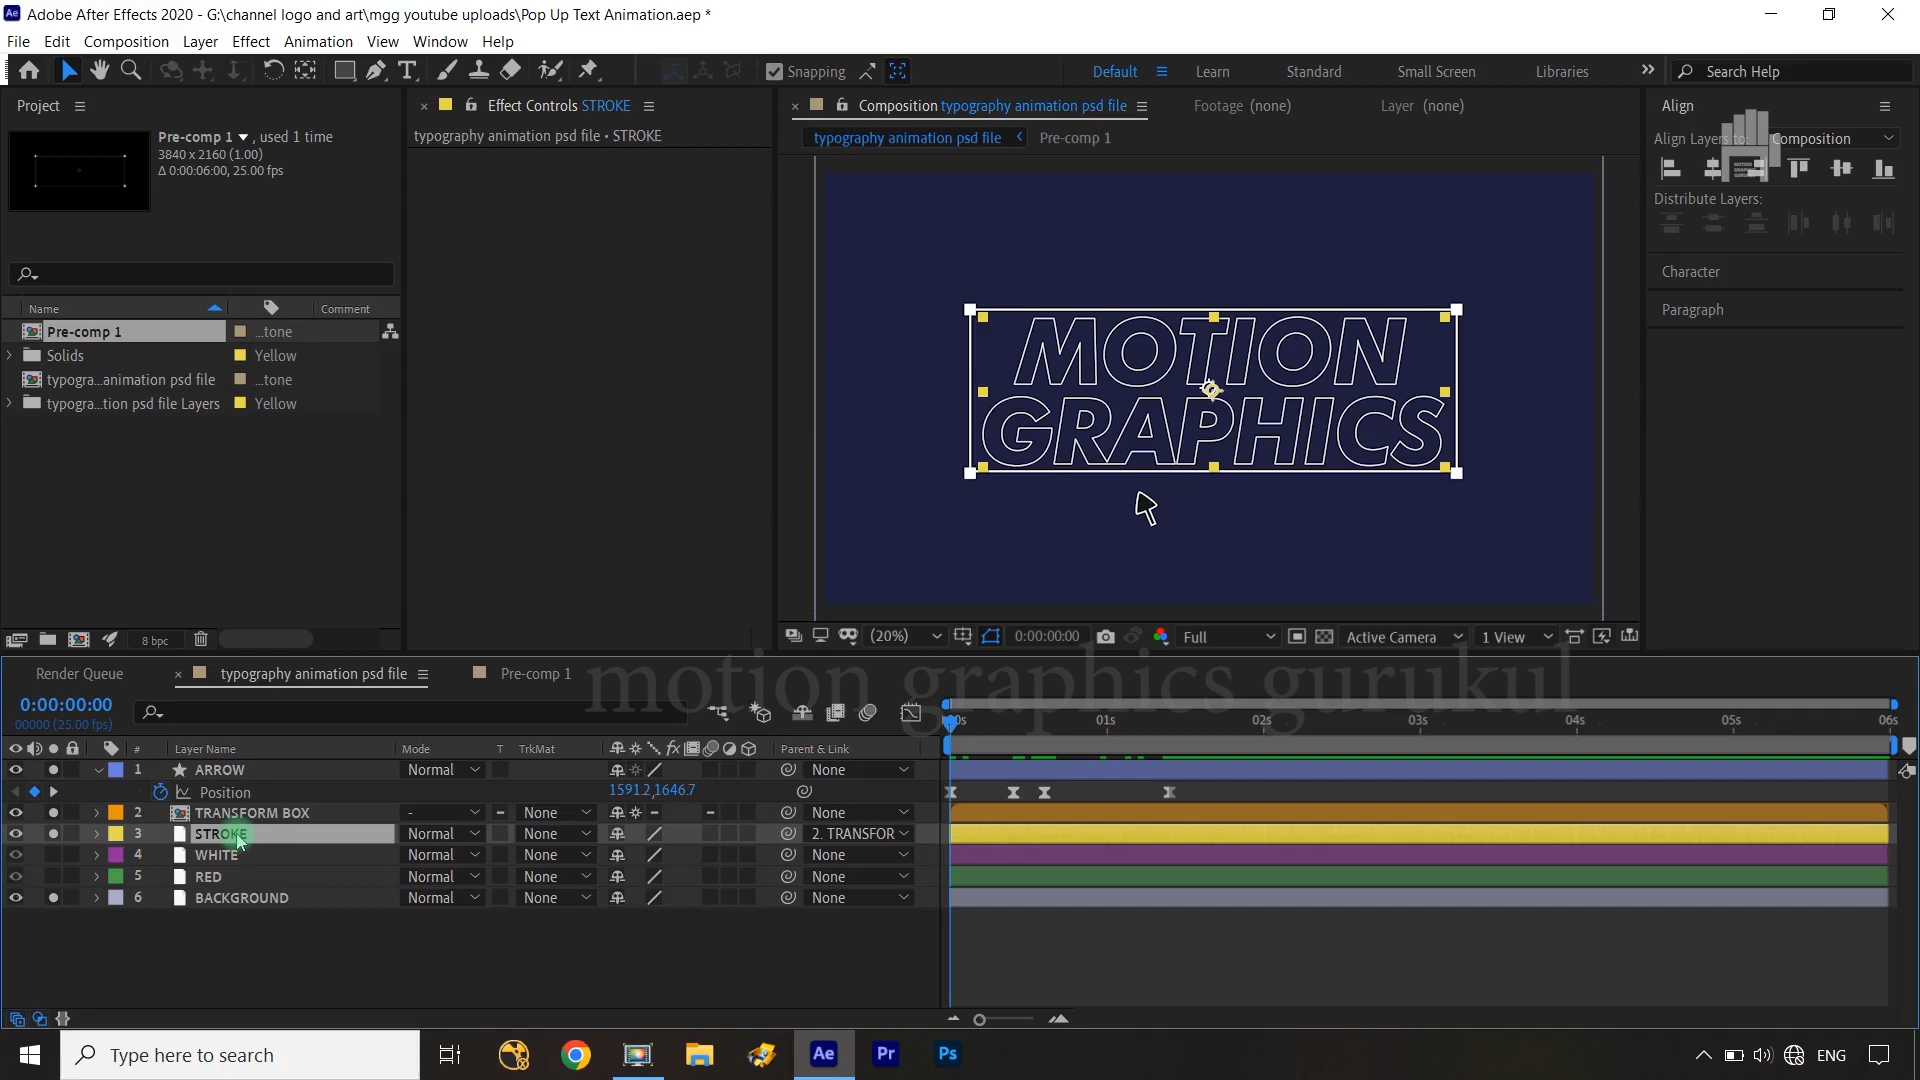 Adobe After Effects 2020 - G:\channel logo and art\mgg youtube uploads\Pop Up Text Animation.aep *
File Edit Composition Layer Effect Animation View Window Help
Snapping Default Learn Standard Small Screen Libraries Search Help
Project
Pre-comp 1 , used 1 time
3840 x 2160 (1.00)
Δ 0:00:06:00, 25.00 fps
Name Comment
Pre-comp 1 ...tone
Solids Yellow
typogra...animation psd file ...tone
typogra...tion psd file Layers Yellow
8 bpc
Effect Controls STROKE
typography animation psd file • STROKE
Composition typography animation psd file Footage (none) Layer (none)
typography animation psd file Pre-comp 1
MOTION
GRAPHICS
(20%) 0:00:00:00 Full Active Camera 1 View
Align
Align Layers to: Composition
Distribute Layers:
Character
Paragraph
motion graphics gurukul
Render Queue typography animation psd file Pre-comp 1
0:00:00:00
00000 (25.00 fps)
00s 01s 02s 03s 04s 05s 06s
# Layer Name Mode T TrkMat fx Parent & Link
1 ARROW Normal None
Position 1591.2,1646.7
2 TRANSFORM BOX - None None
3 STROKE Normal None 2. TRANSFOR
4 WHITE Normal None None
5 RED Normal None None
6 BACKGROUND Normal None None
Type here to search Ae Pr Ps ENG